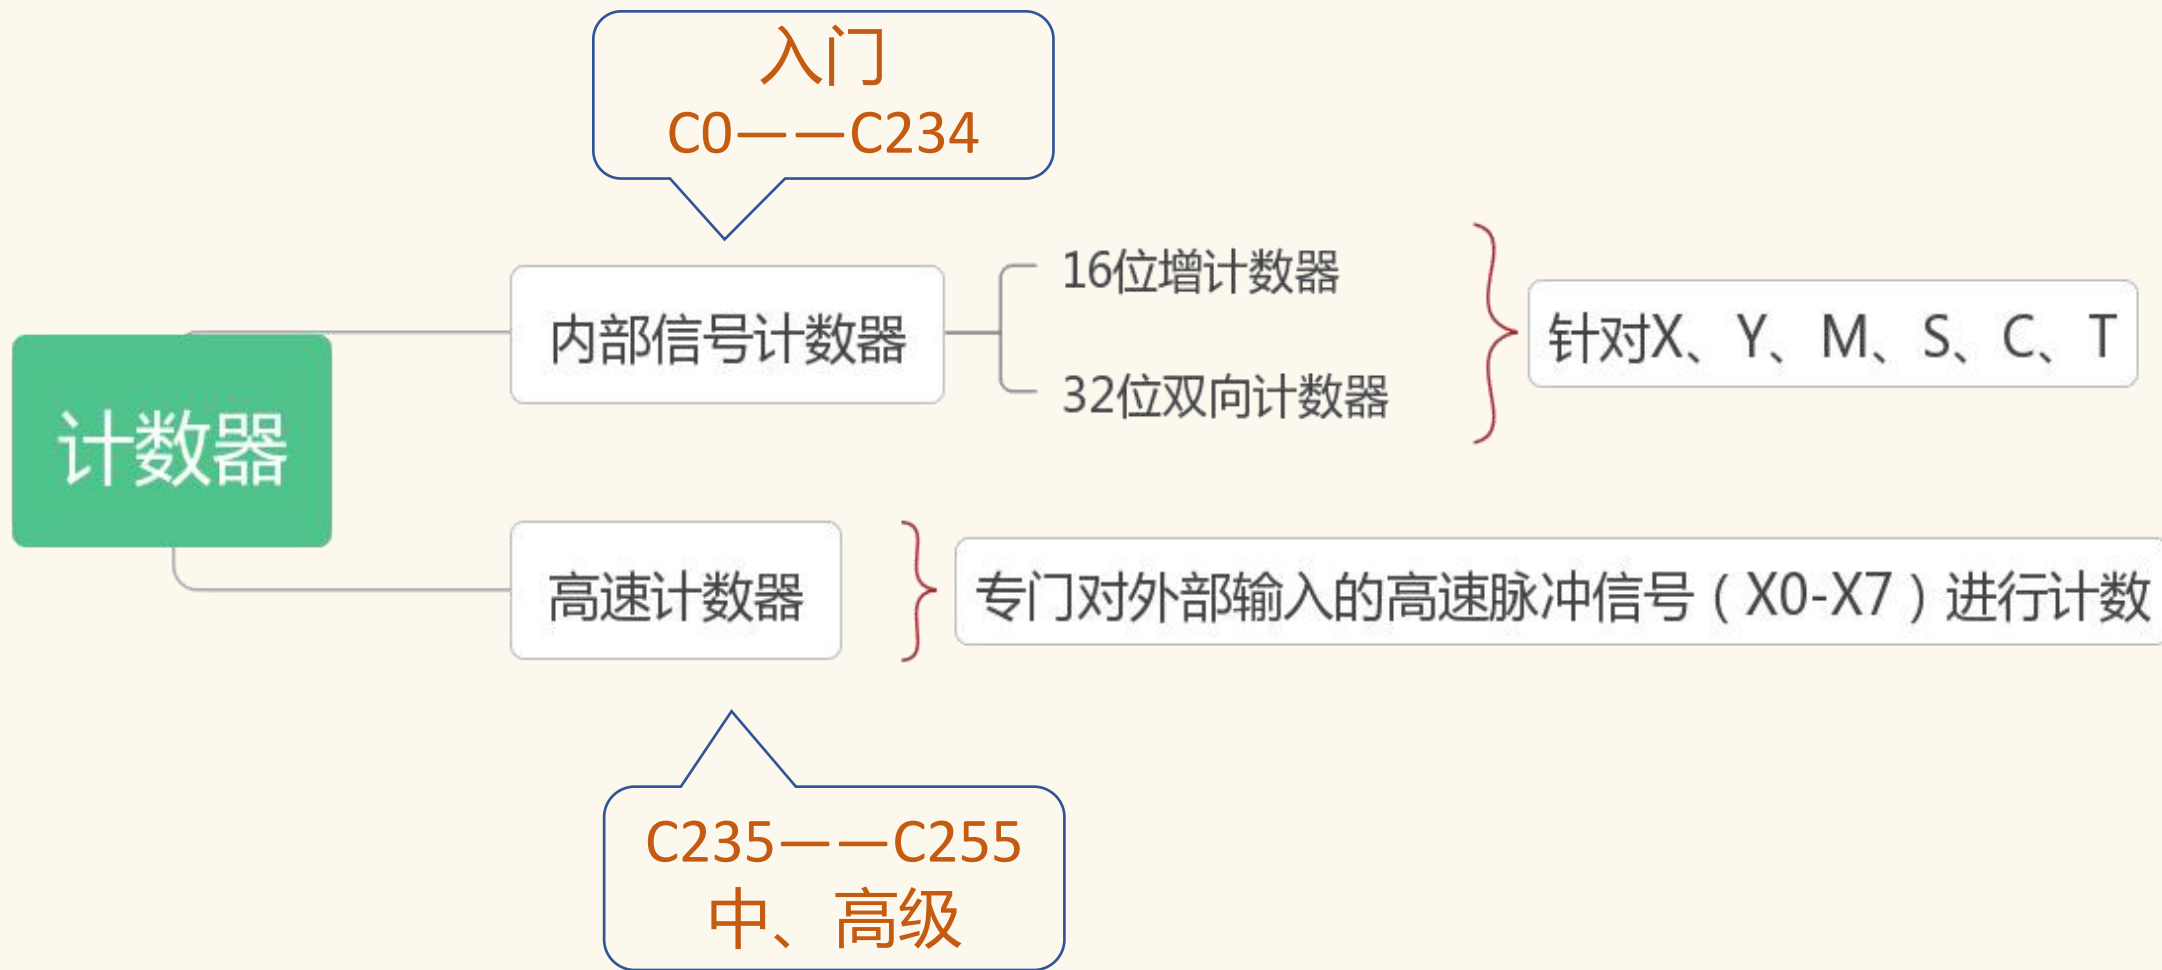 入门
C0——C234
计数器
内部信号计数器
16位增计数器
32位双向计数器
针对X、Y、M、S、C、T
高速计数器
专门对外部输入的高速脉冲信号（X0-X7）进行计数
C235——C255
中、高级